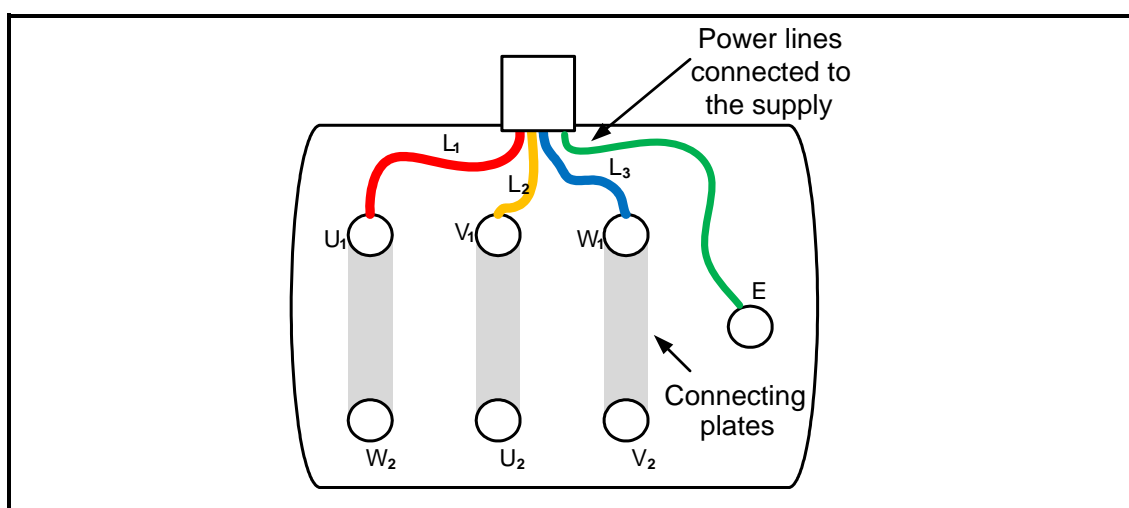 Power lines
connected to
the supply
L₁
L₂
L₃
U₁
V₁
W₁
E
Connecting
plates
W₂
U₂
V₂